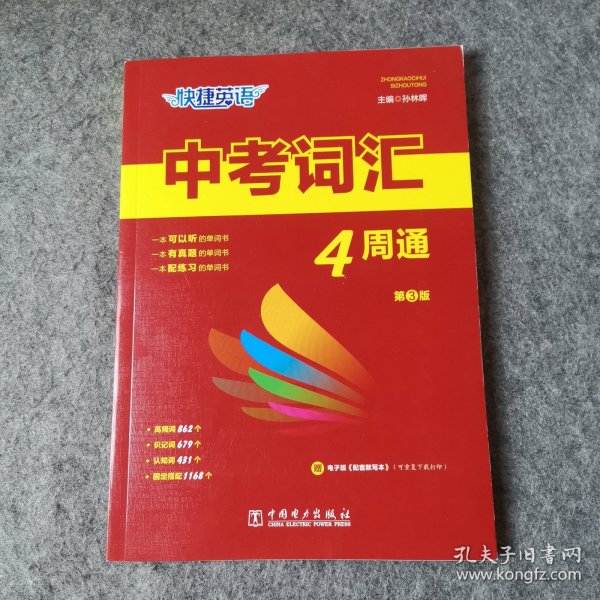 快捷英语
ZHONGKAOCIHUI
SIZHOUTONG
主编◎孙林晖
中考词汇
一本可以听的单词书
一本有真题的单词书
一本配练习的单词书
4周通
第3版
• 高频词862个
• 识记词679个
• 认知词431个
• 固定搭配1168个
赠 电子版《配套默写本》（可重复下载打印）
中国电力出版社
CHINA ELECTRIC POWER PRESS
孔夫子旧书网
www.kongfz.com